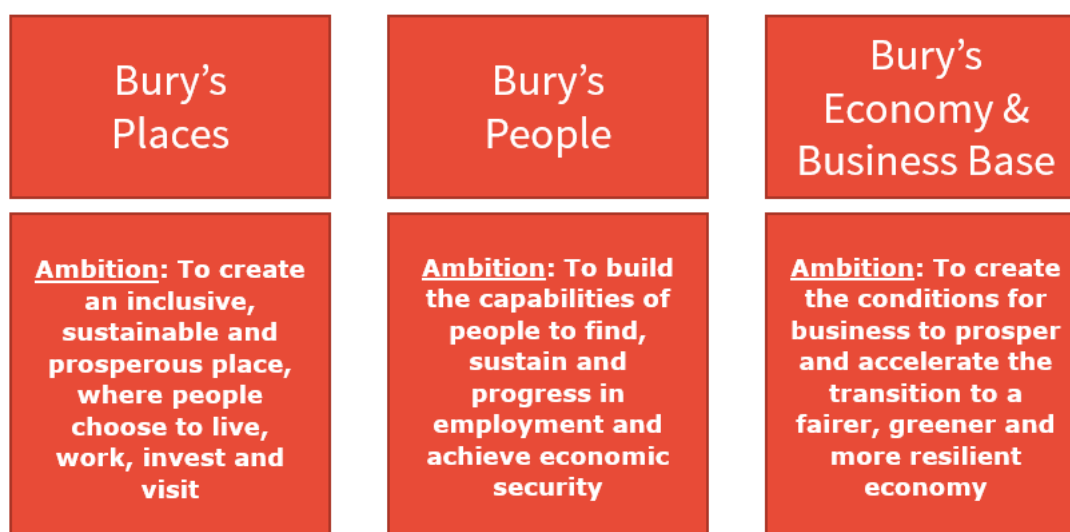 Bury’s
Places
Bury’s
People
Bury’s
Economy &
Business Base
Ambition: To create
an inclusive,
sustainable and
prosperous place,
where people
choose to live,
work, invest and
visit
Ambition: To build
the capabilities of
people to find,
sustain and
progress in
employment and
achieve economic
security
Ambition: To create
the conditions for
business to prosper
and accelerate the
transition to a
fairer, greener and
more resilient
economy